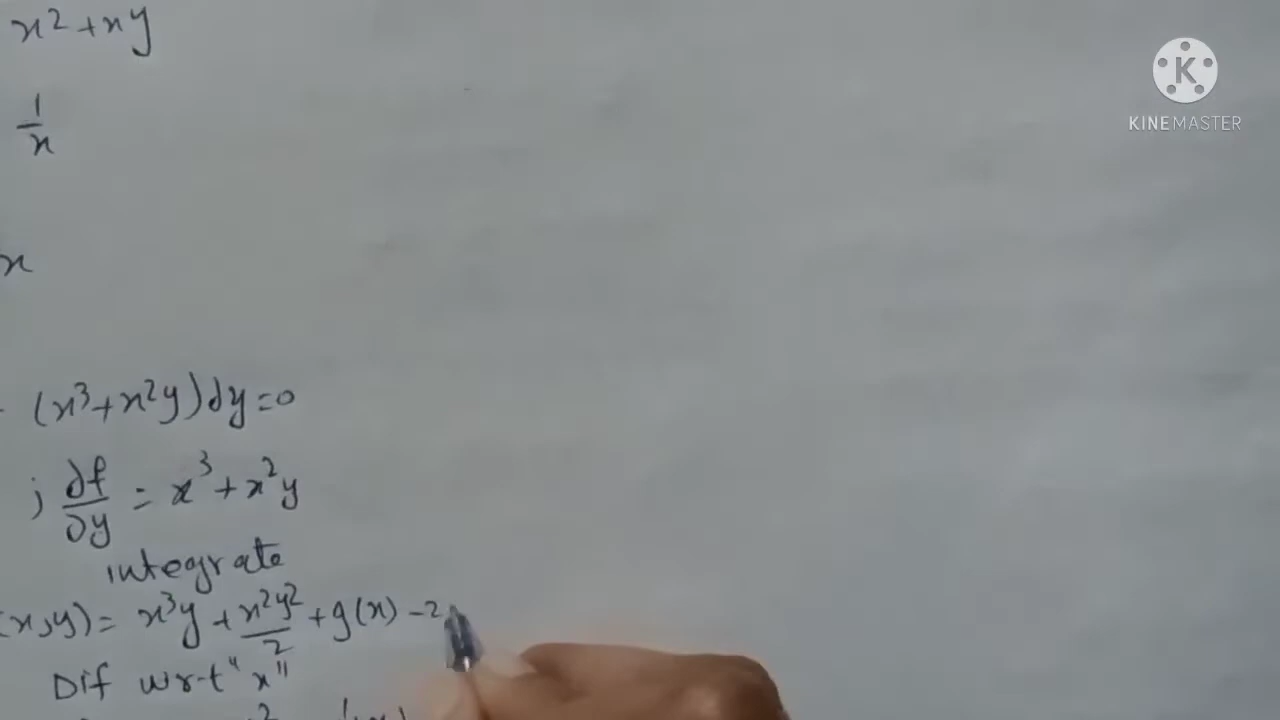 x² + xy
1/x
x
(x³+x²y)dy=0
; ∂f/∂y = x³+x²y
integrate
(x,y) = x³y + x²y²/2 + g(x) -2
Dif w.r.t "x"
K
KINEMASTER